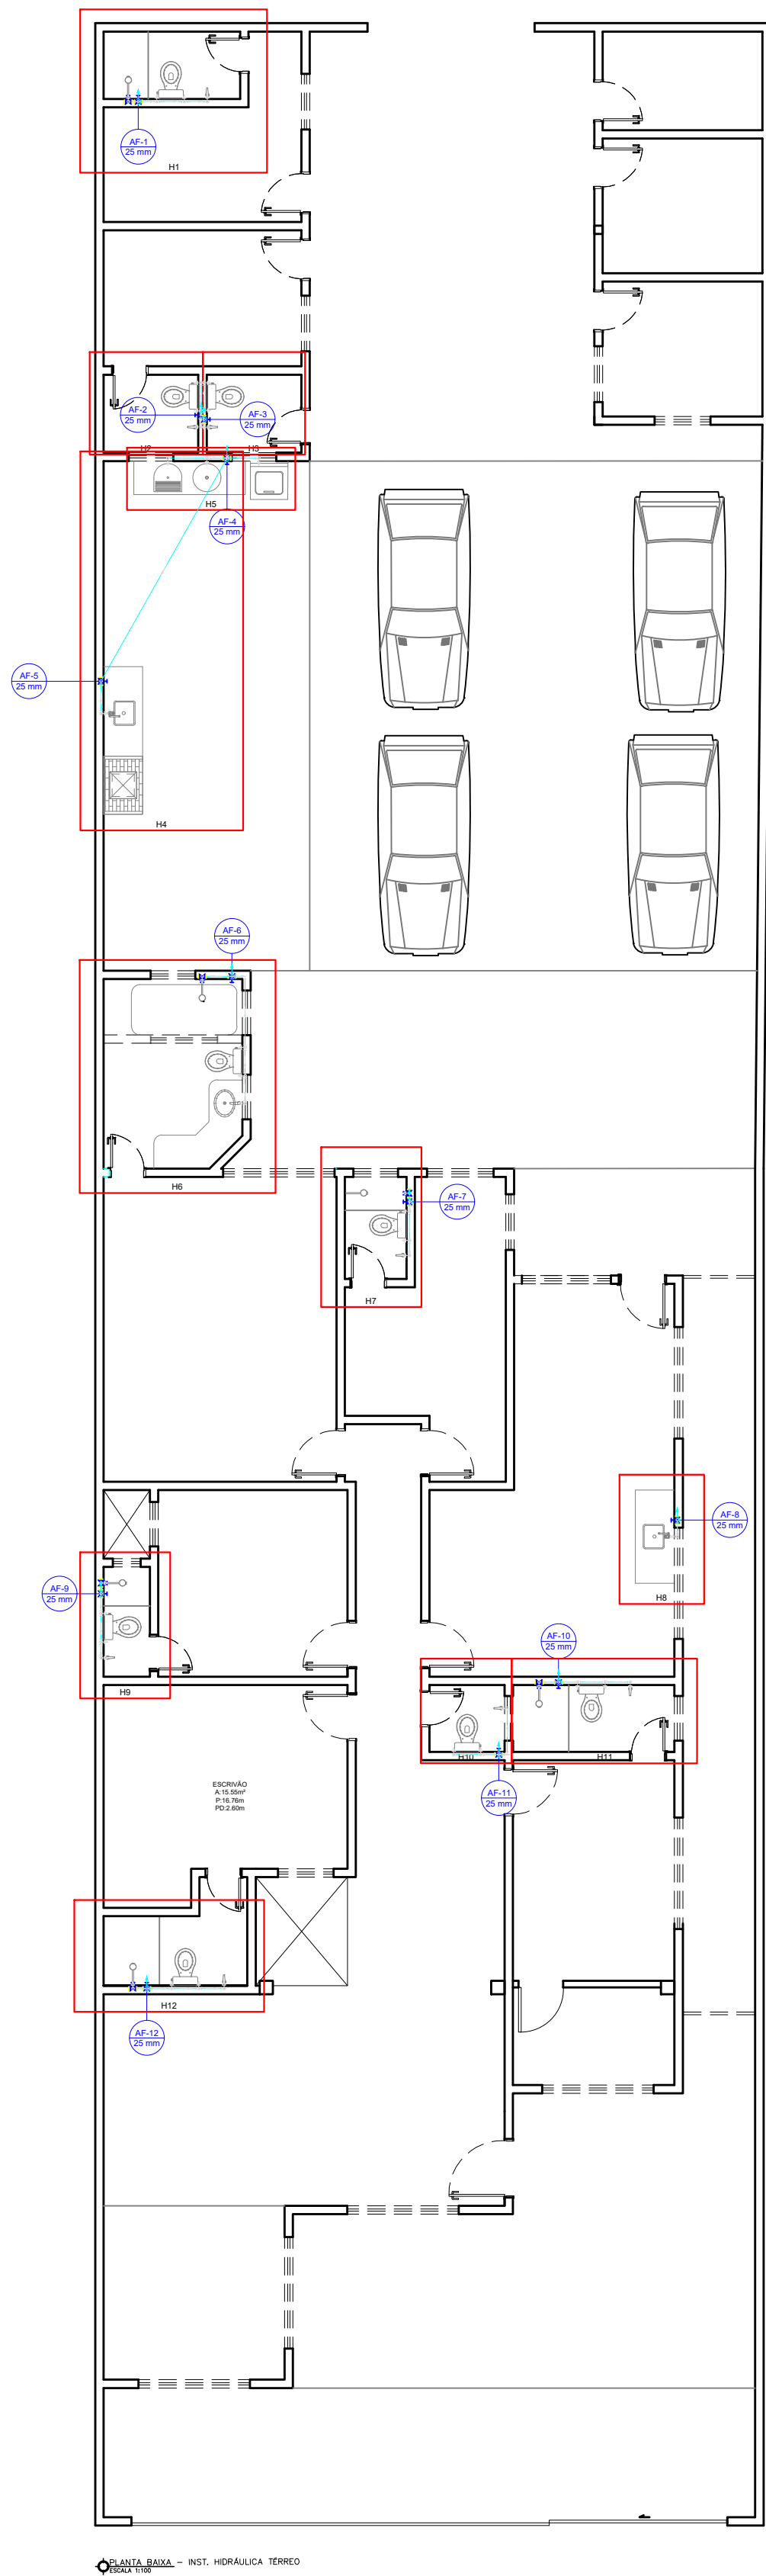 AF-1
25 mm
H1
AF-2
25 mm
AF-3
25 mm
H2
H3
H5
AF-4
25 mm
AF-5
25 mm
H4
AF-6
25 mm
H6
AF-7
25 mm
H7
AF-8
25 mm
H8
AF-9
25 mm
H9
AF-10
25 mm
H10
H11
AF-11
25 mm
ESCRIVÃO
A:15.55m²
P:16.76m
PD:2.60m
H12
AF-12
25 mm
PLANTA BAIXA - INST. HIDRÁULICA TÉRREO
ESCALA 1:100